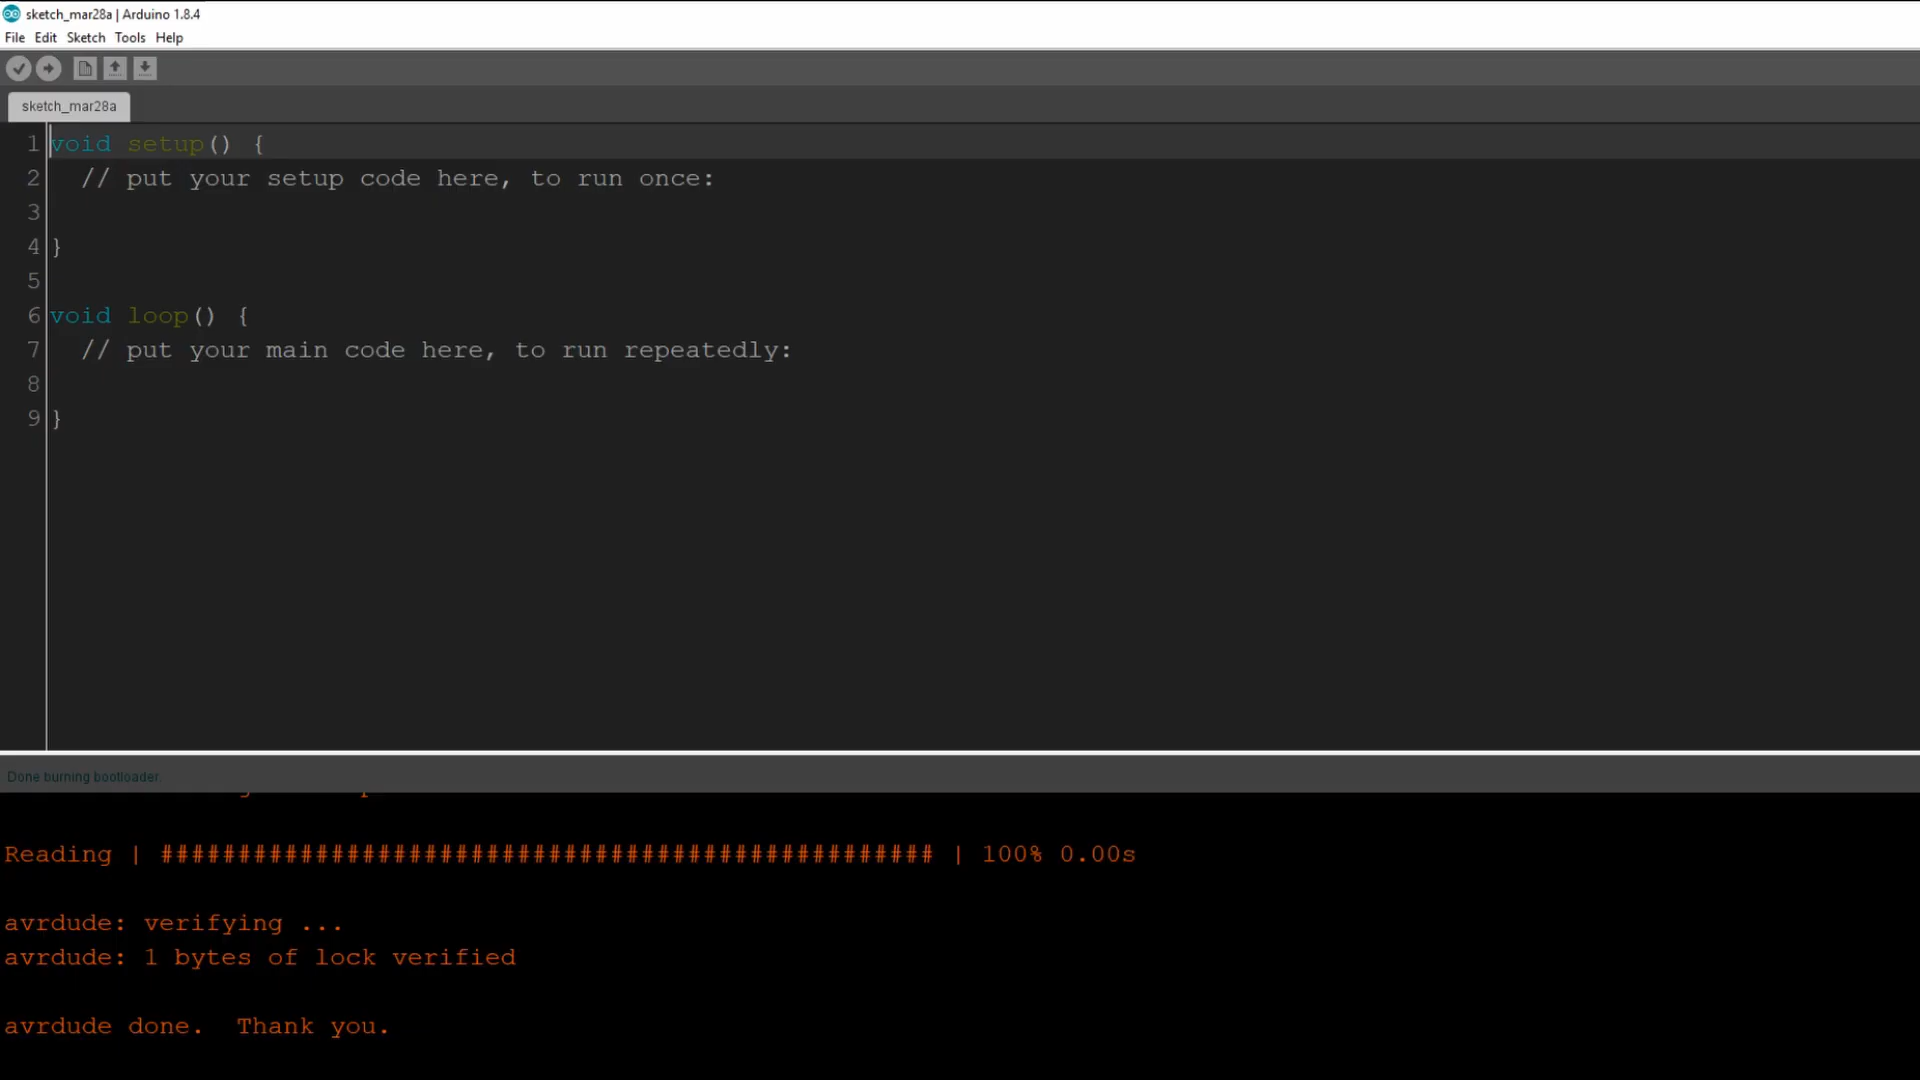 sketch_mar28a | Arduino 1.8.4
File Edit Sketch Tools Help
sketch_mar28a
1 void setup() {
2 // put your setup code here, to run once:
3
4 }
5
6 void loop() {
7 // put your main code here, to run repeatedly:
8
9 }
Done burning bootloader.
Reading | ################################################## | 100% 0.00s
avrdude: verifying ...
avrdude: 1 bytes of lock verified
avrdude done.  Thank you.